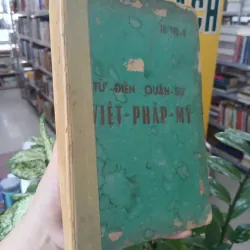 TỪ-ĐIỂN QUÂN-SỰ
VIỆT-PHÁP-MỸ